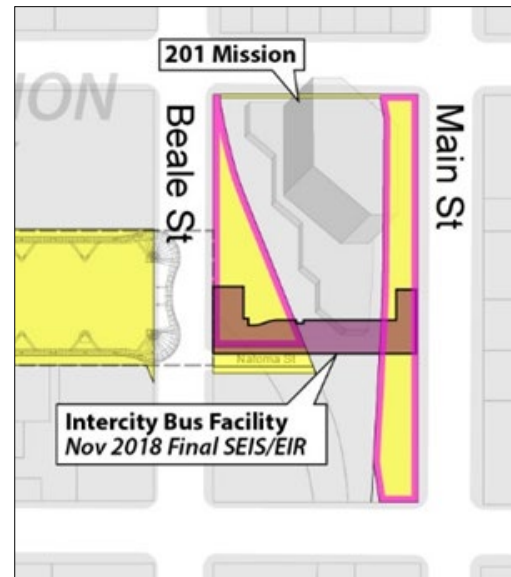 201 Mission
ION
Beale St
Main St
Natoma St
Intercity Bus Facility
Nov 2018 Final SEIS/EIR